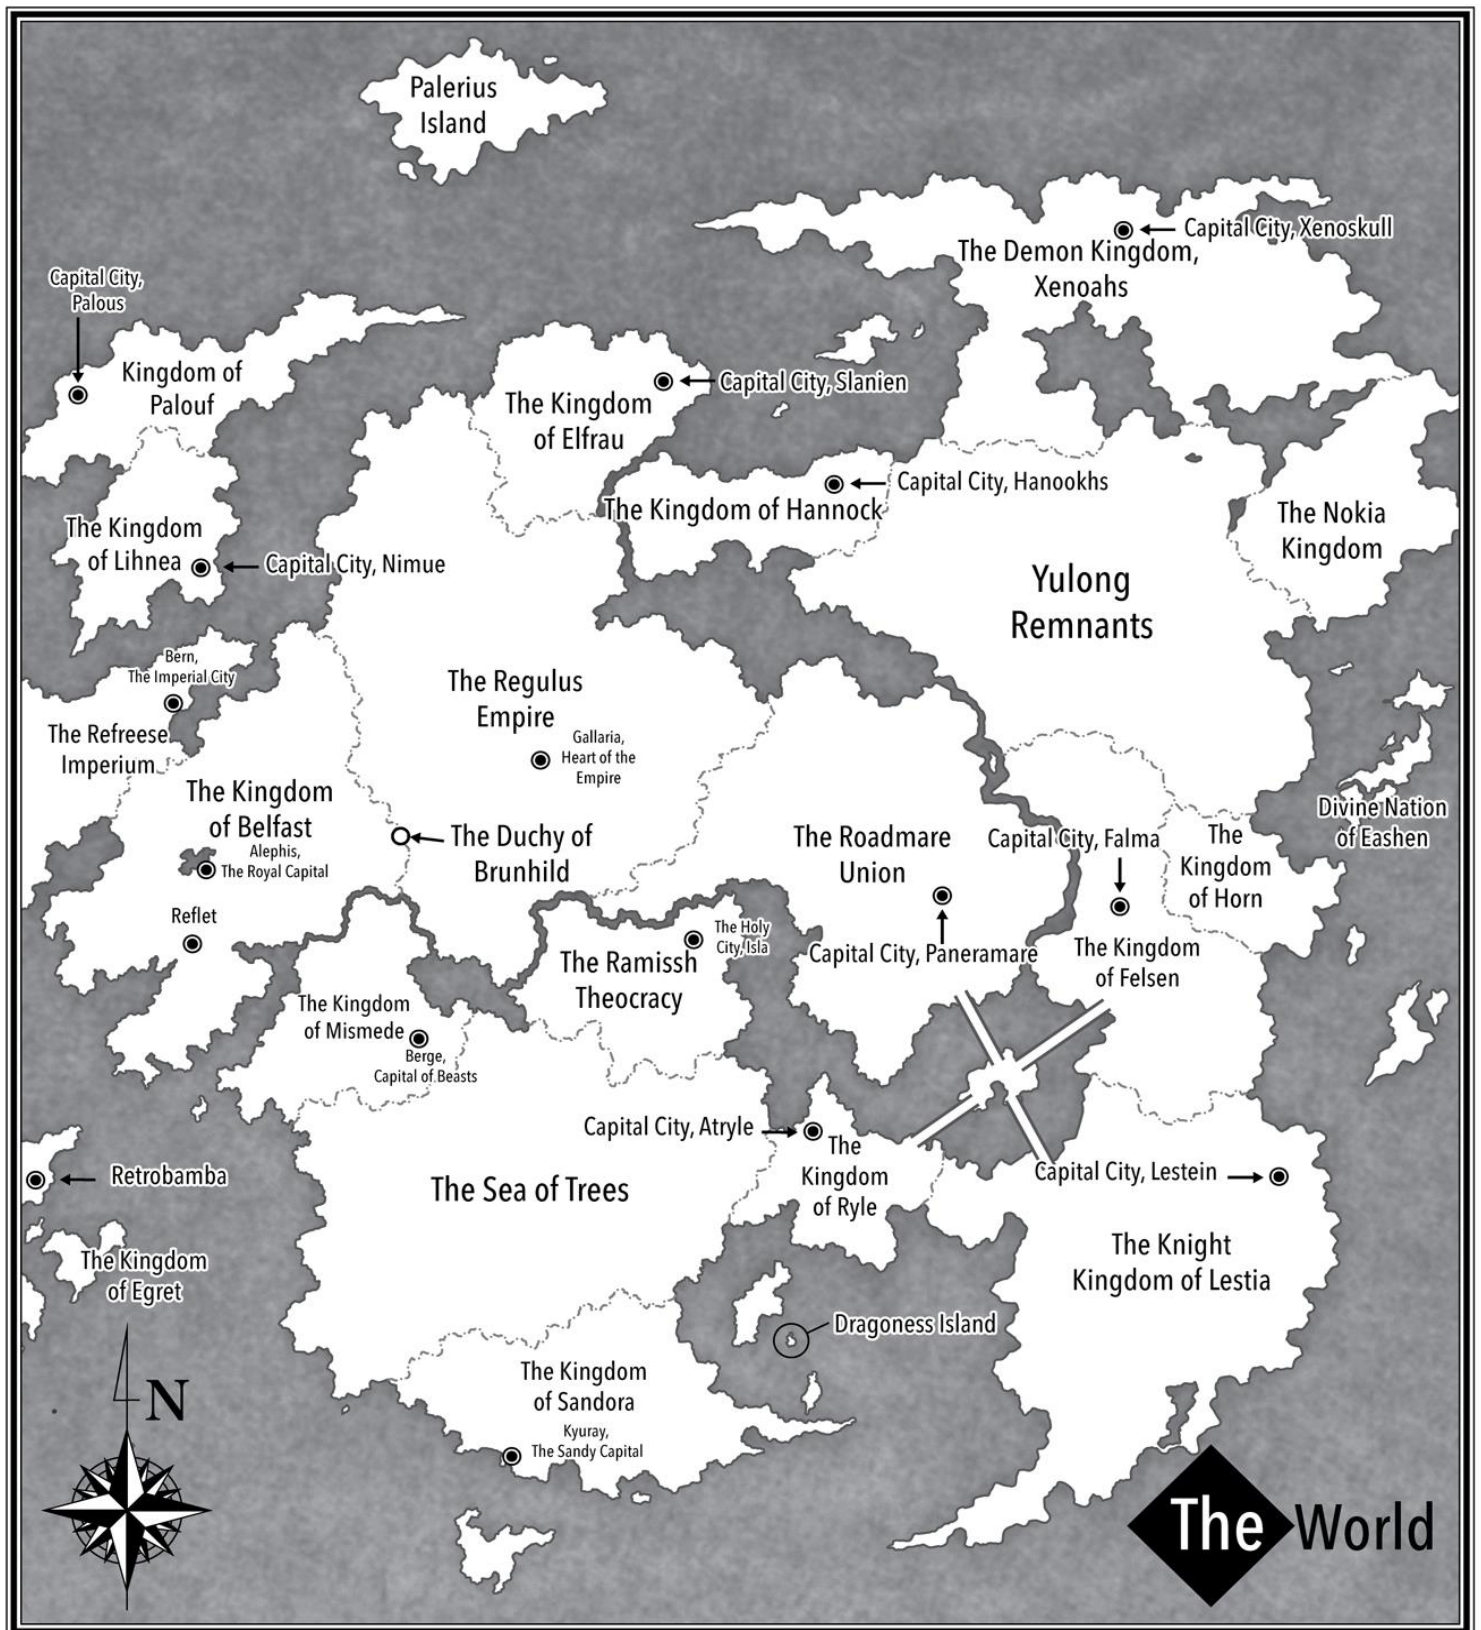 Palerius
Island
Capital City, Xenoskull
The Demon Kingdom,
Xenoahs
Capital City,
Palous
Kingdom of
Palouf
Capital City, Slanien
The Kingdom
of Elfrau
Capital City, Hanookhs
The Kingdom of Hannock
The Nokia
Kingdom
The Kingdom
of Lihnea
Capital City, Nimue
Yulong
Remnants
Bern,
The Imperial City
The Refreese
Imperium
The Regulus
Empire
Gallaria,
Heart of the
Empire
The Kingdom
of Belfast
Alephis,
The Royal Capital
The Duchy of
Brunhild
The Roadmare
Union
Capital City, Falma
The
Kingdom
of Horn
Divine Nation
of Eashen
Reflet
The Holy
City, Isla
Capital City, Paneramare
The Kingdom
of Felsen
The Ramissh
Theocracy
The Kingdom
of Mismede
Berge,
Capital of Beasts
Capital City, Atryle
The
Kingdom
of Ryle
Retrobamba
The Sea of Trees
Capital City, Lestein
The Kingdom
of Egret
The Knight
Kingdom of Lestia
Dragoness Island
The Kingdom
of Sandora
Kyuray,
The Sandy Capital
N
The World